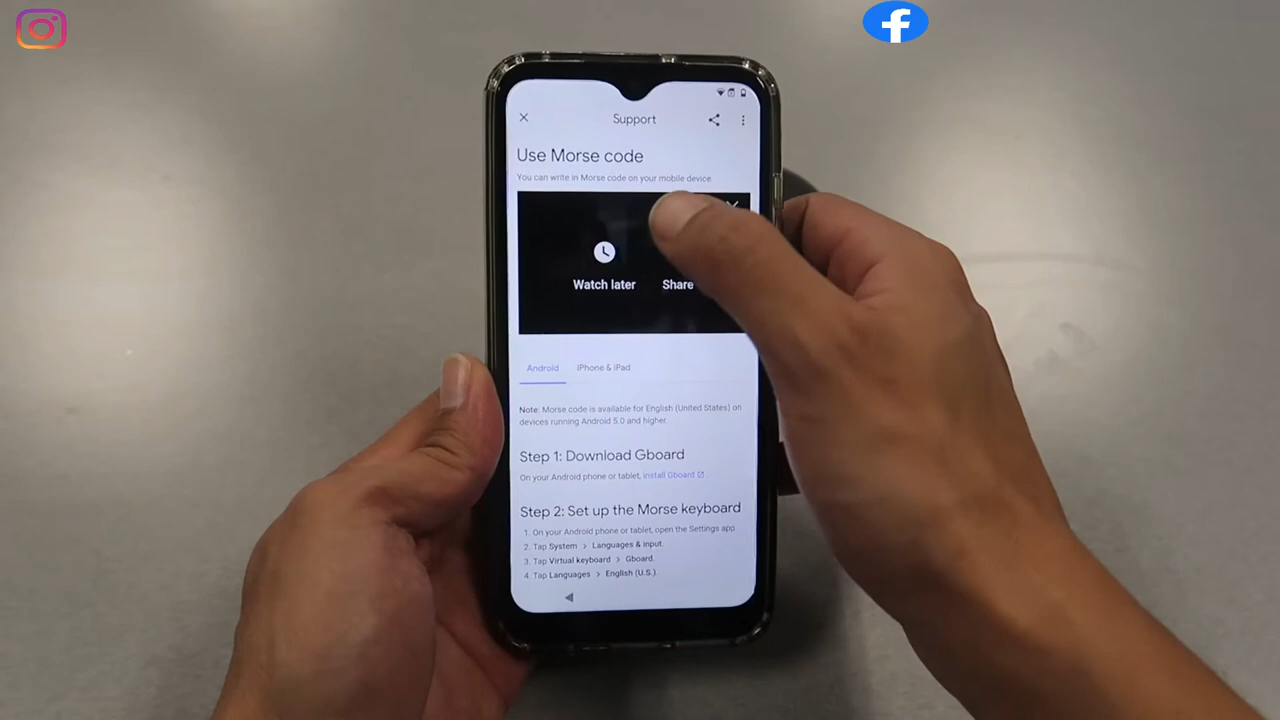 Support
Use Morse code
You can write in Morse code on your mobile device.
Watch later
Share
Android
iPhone & iPad
Note: Morse code is available for English (United States) on
devices running Android 5.0 and higher.
Step 1: Download Gboard
On your Android phone or tablet, install Gboard .
Step 2: Set up the Morse keyboard
1. On your Android phone or tablet, open the Settings app
2. Tap System > Languages & input.
3. Tap Virtual keyboard > Gboard.
4. Tap Languages > English (U.S.).